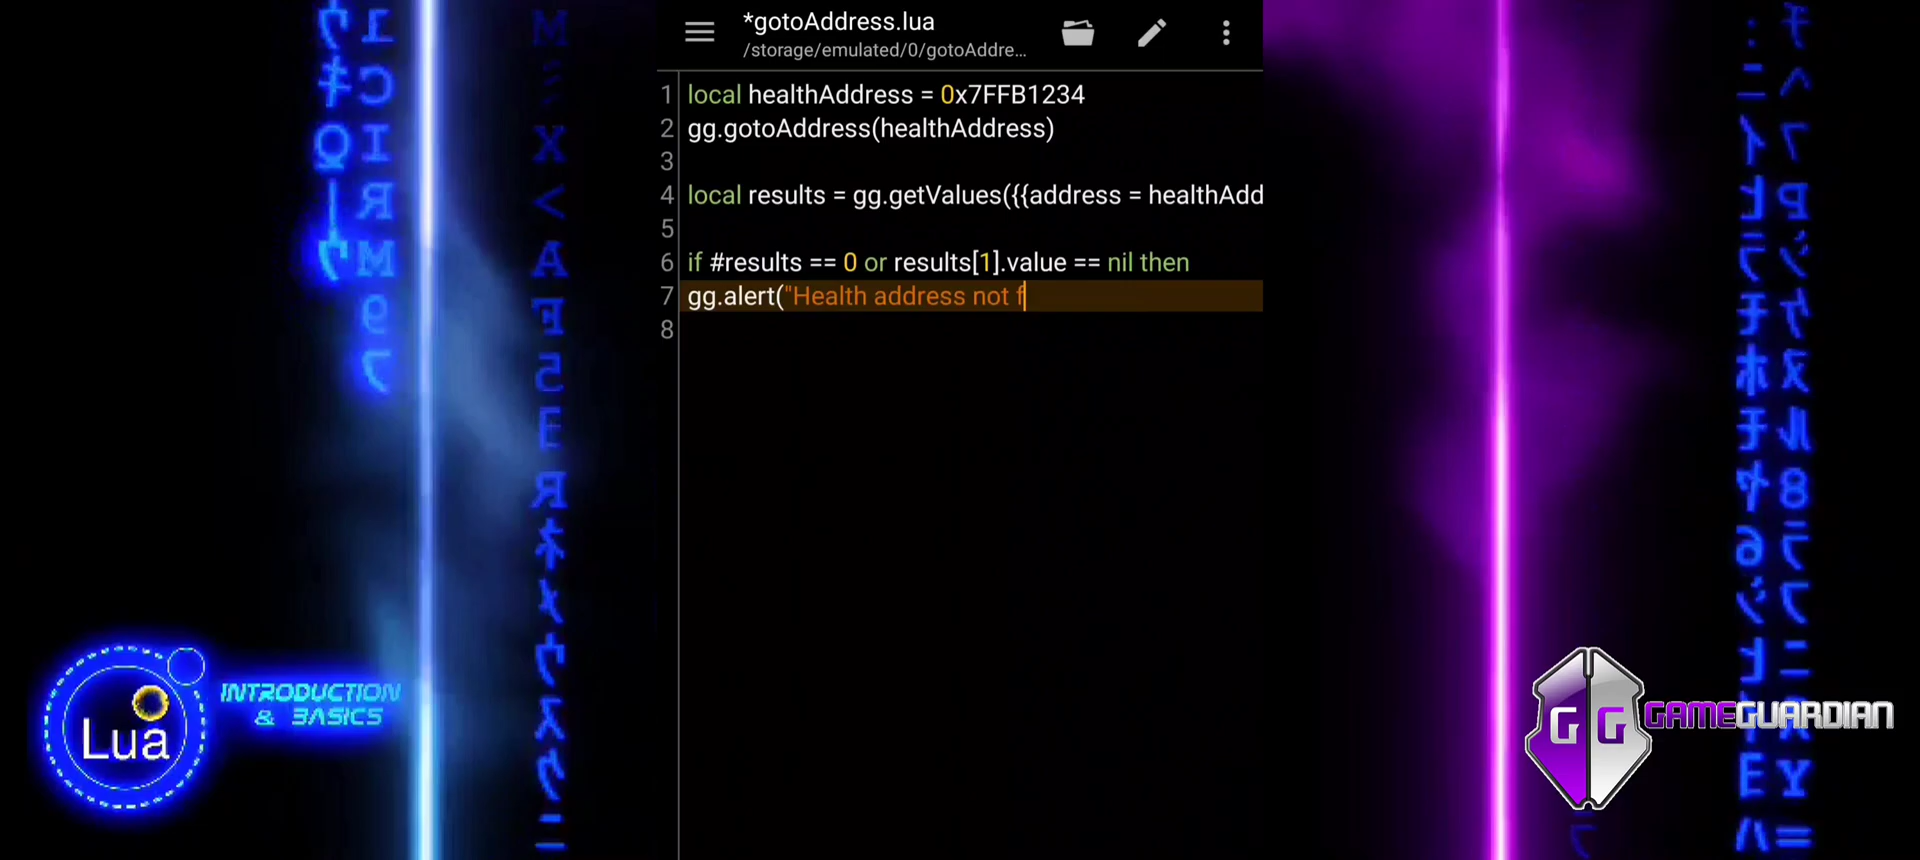 *gotoAddress.lua
/storage/emulated/0/gotoAddre...
1 local healthAddress = 0x7FFB1234
2 gg.gotoAddress(healthAddress)
3
4 local results = gg.getValues({{address = healthAdd
5
6 if #results == 0 or results[1].value == nil then
7 gg.alert("Health address not f
8
Lua
INTRODUCTION
& BASICS
GG
GAMEGUARDIAN